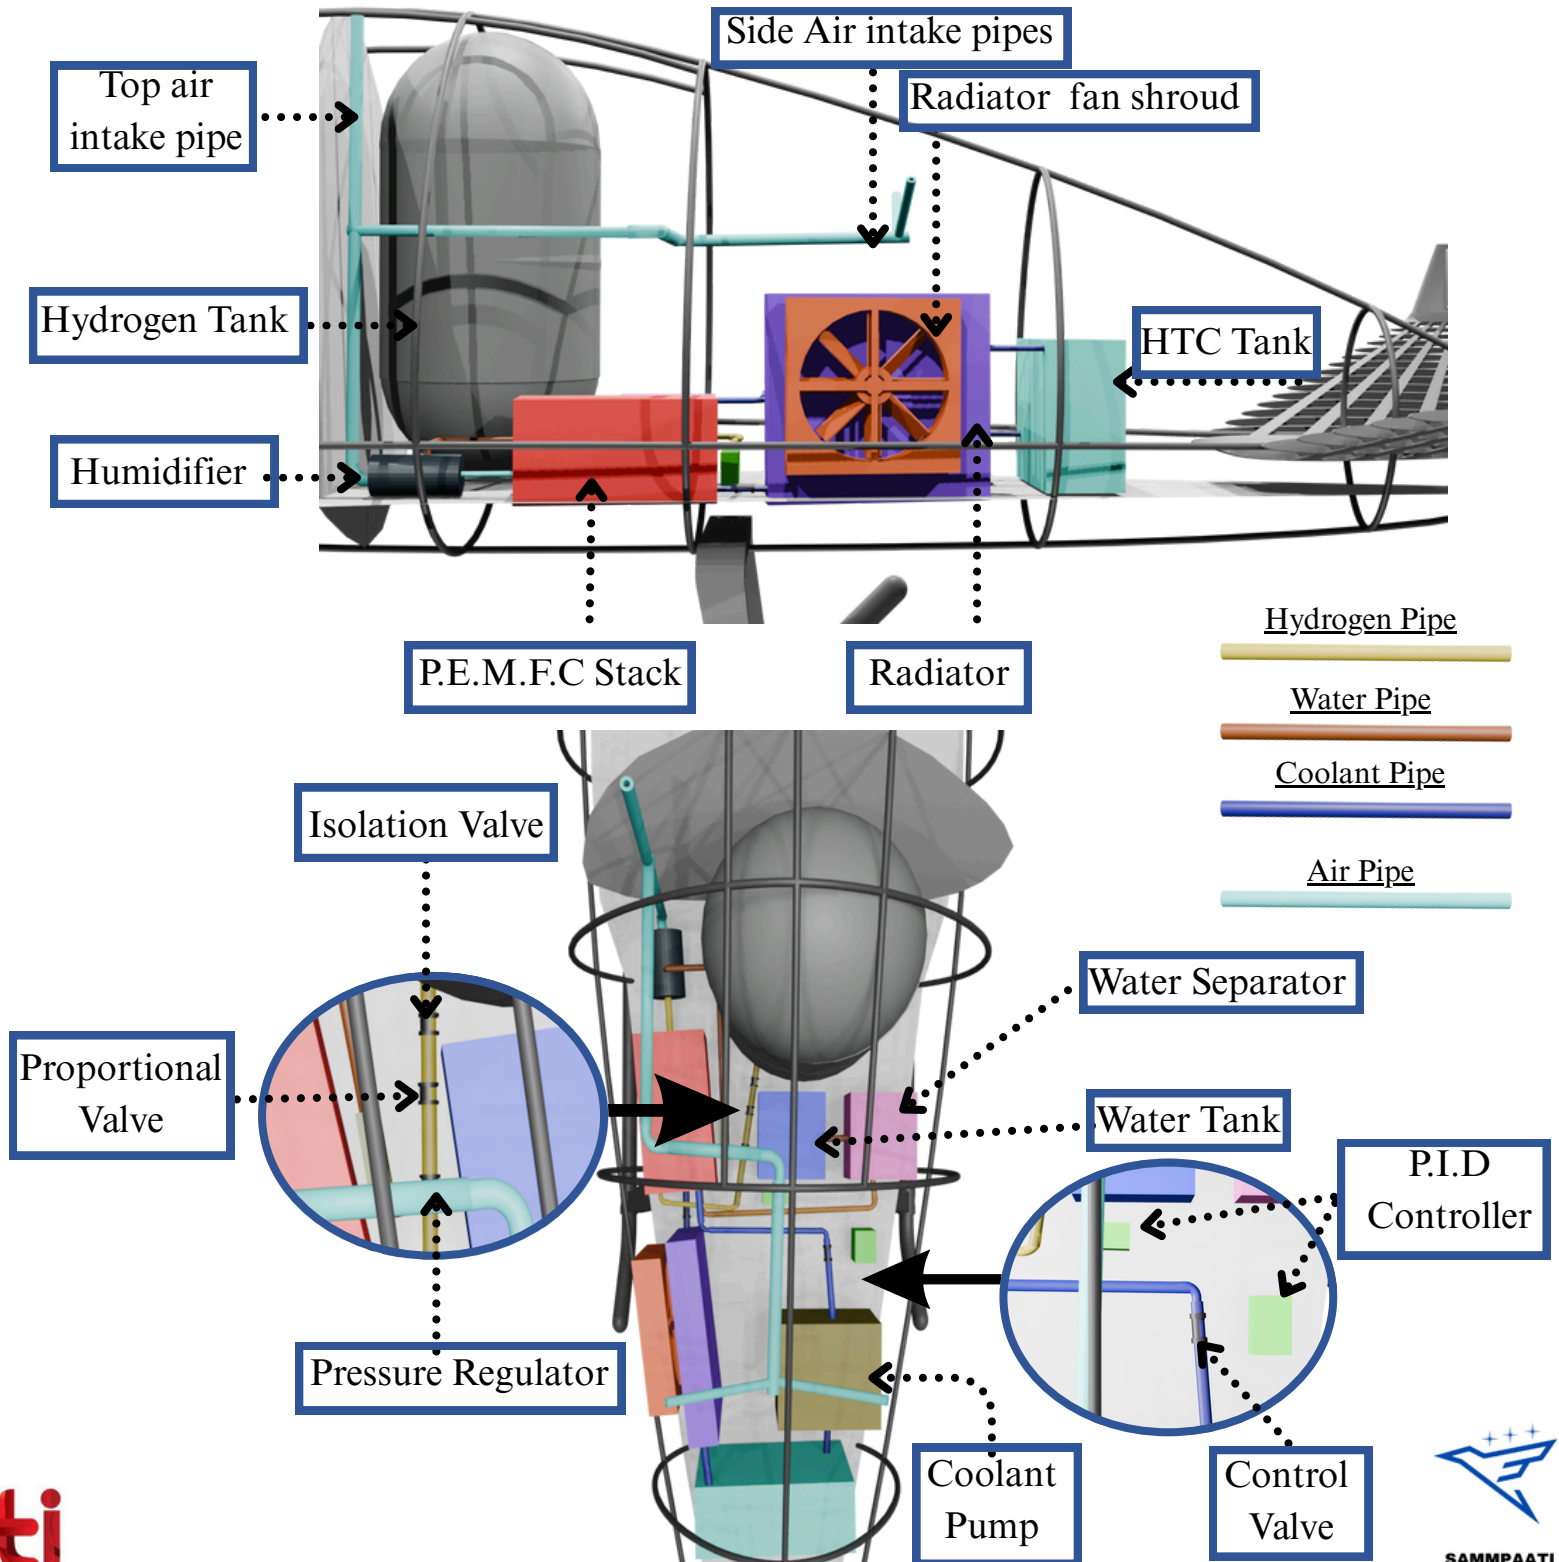 Side Air intake pipes
Top air
intake pipe
Radiator fan shroud
Hydrogen Tank
HTC Tank
Humidifier
P.E.M.F.C Stack
Radiator
Hydrogen Pipe
Water Pipe
Coolant Pipe
Air Pipe
Isolation Valve
Water Separator
Proportional
Valve
Water Tank
P.I.D
Controller
Pressure Regulator
Coolant
Pump
Control
Valve
ti
SAMMPAATI